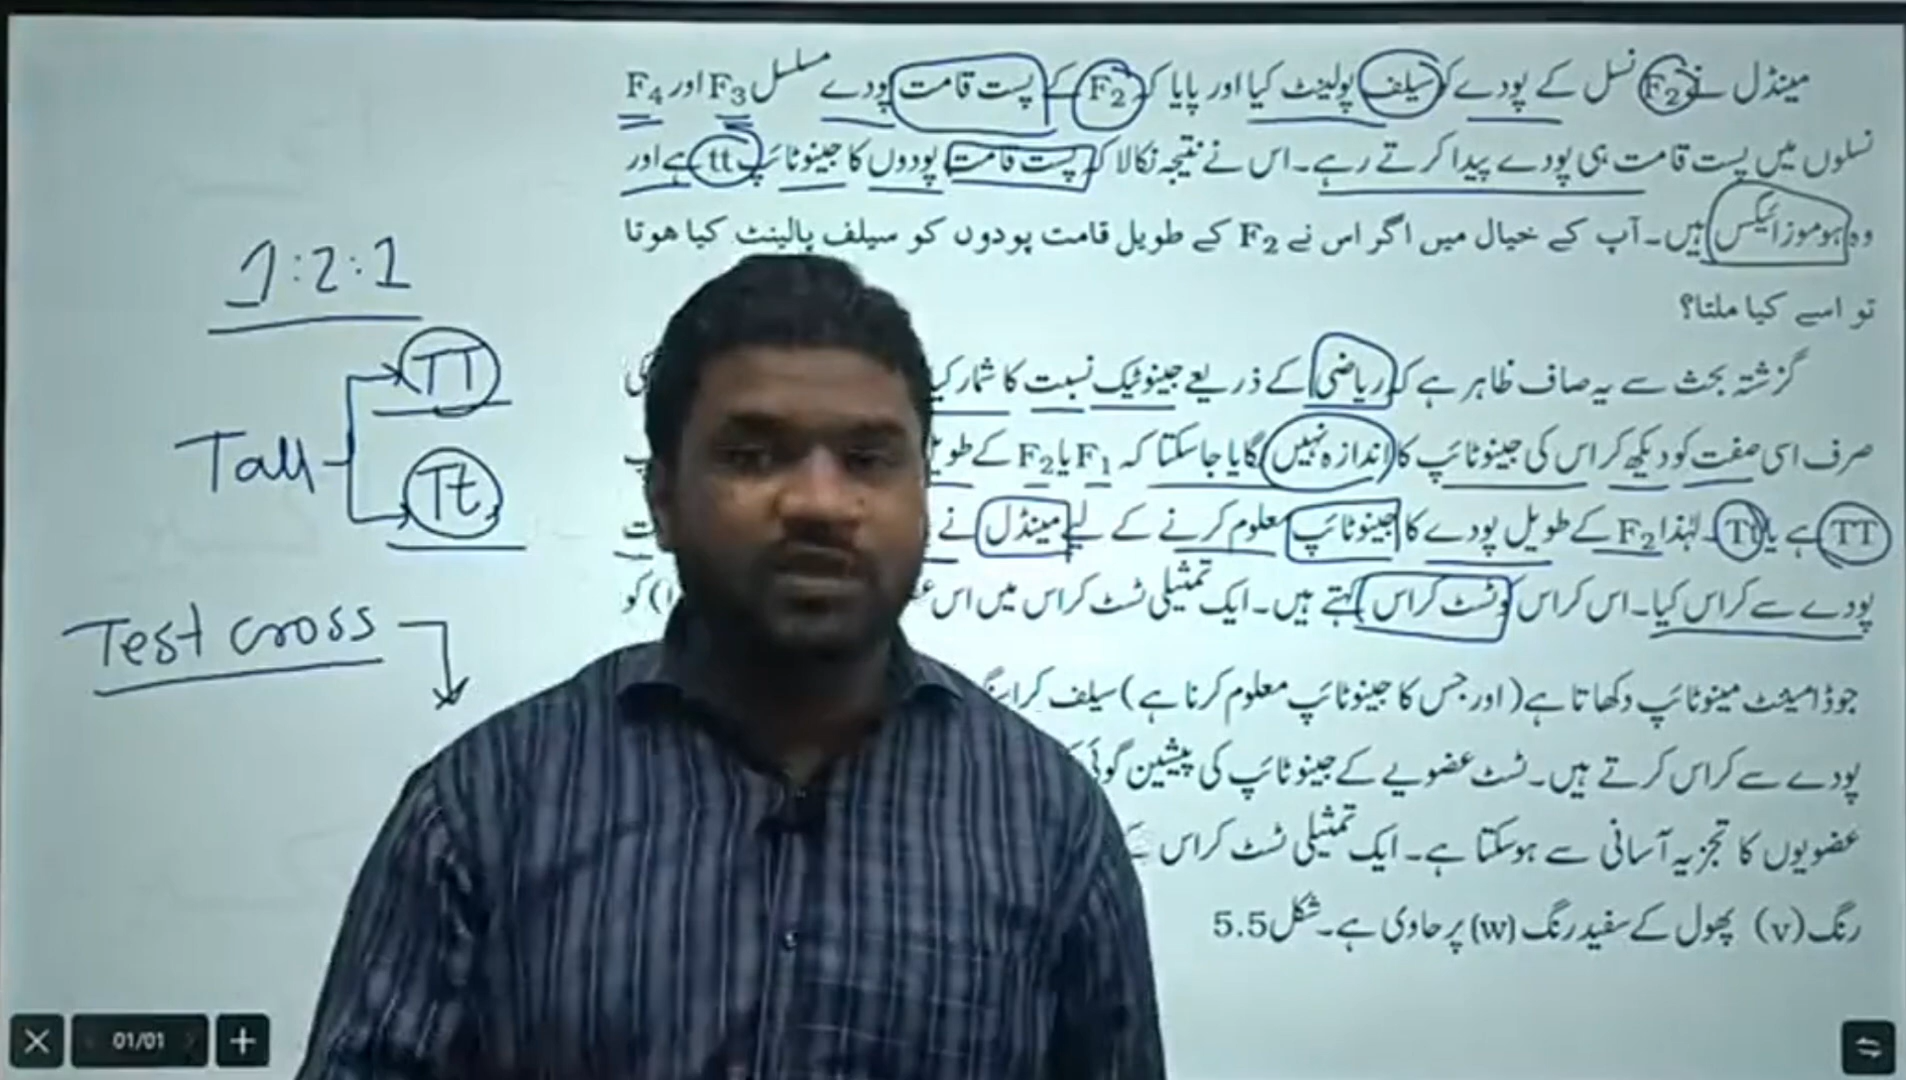 مینڈل نے F2 نسل کے پودے کو سیلف پولینٹ کیا اور پایا کہ F2 کے پست قامت پودے مسلسل F3 اور F4
نسلوں میں پست قامت ہی پودے پیدا کرتے رہے۔ اس نے نتیجہ نکالا کہ پست قامت پودوں کا جینوٹائپ tt ہے اور
وہ ہوموزائیگس ہیں۔ آپ کے خیال میں اگر اس نے F2 کے طویل قامت پودوں کو سیلف پالینٹ کیا ہوتا
تو اسے کیا ملتا؟
گزشتہ بحث سے یہ صاف ظاہر ہے کہ ریاضی کے ذریعے جینوٹیک نسبت کا شمار
صرف اسی صفت کو دیکھ کر اس کی جینوٹائپ کا اندازہ نہیں لگایا جاسکتا کہ F1 یا F2 کے
TT ہے یا Tt۔ لہٰذا F2 کے طویل پودے کا جینوٹائپ معلوم کرنے کے لیے مینڈل نے
پودے سے کراس کیا۔ اس کراس کو ٹسٹ کراس کہتے ہیں۔ ایک تمثیلی ٹسٹ کراس میں اس کو
جو ڈامیننٹ مینوٹائپ دکھاتا ہے (اور جس کا جینوٹائپ معلوم کرنا ہے) سیلف
پودے سے کراس کرتے ہیں۔ ٹسٹ عضویے کے جینوٹائپ کی پیشین گوئی
عضویوں کا تجزیہ آسانی سے ہوسکتا ہے۔ ایک تمثیلی ٹسٹ کراس
رنگ (v) پھول کے سفید رنگ (w) پر حاوی ہے۔ شکل 5.5
1:2:1
TT
Tall
Tt
Test cross
01/01